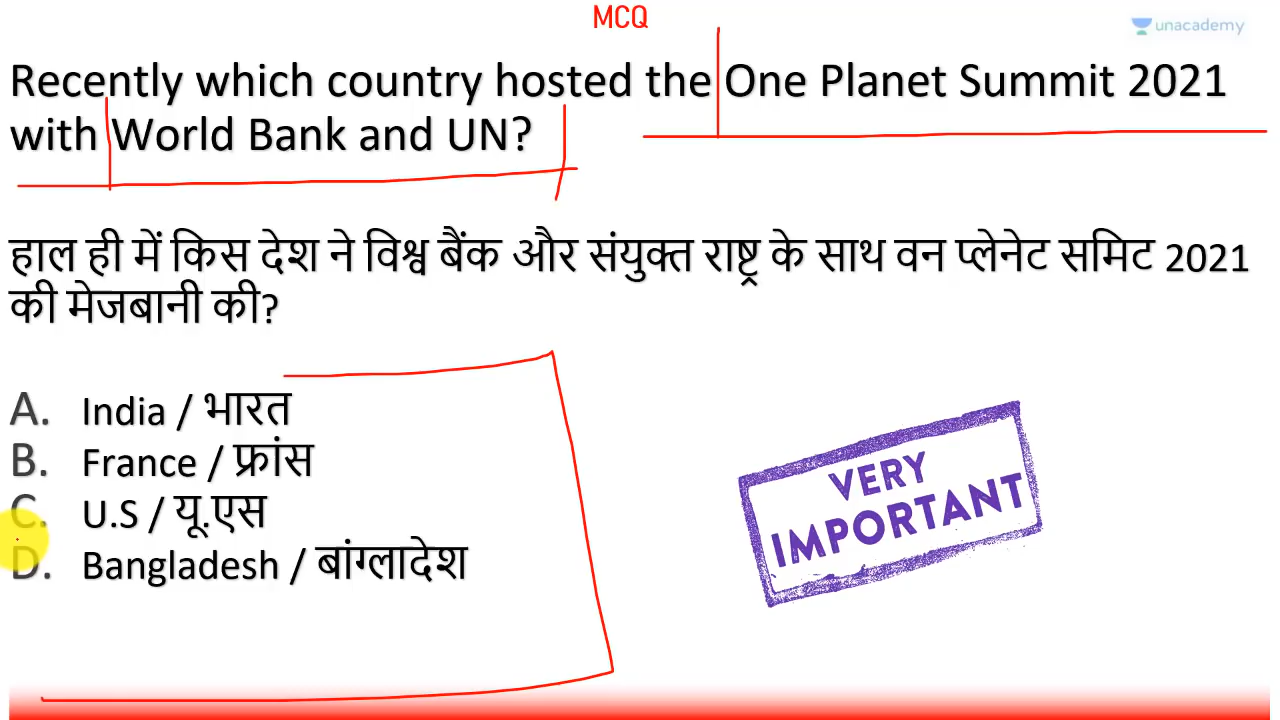 MCQ
unacademy
Recently which country hosted the One Planet Summit 2021
with World Bank and UN?
हाल ही में किस देश ने विश्व बैंक और संयुक्त राष्ट्र के साथ वन प्लेनेट समिट 2021
की मेजबानी की?
A. India / भारत
B. France / फ्रांस
C. U.S / यू.एस
D. Bangladesh / बांग्लादेश
VERY
IMPORTANT